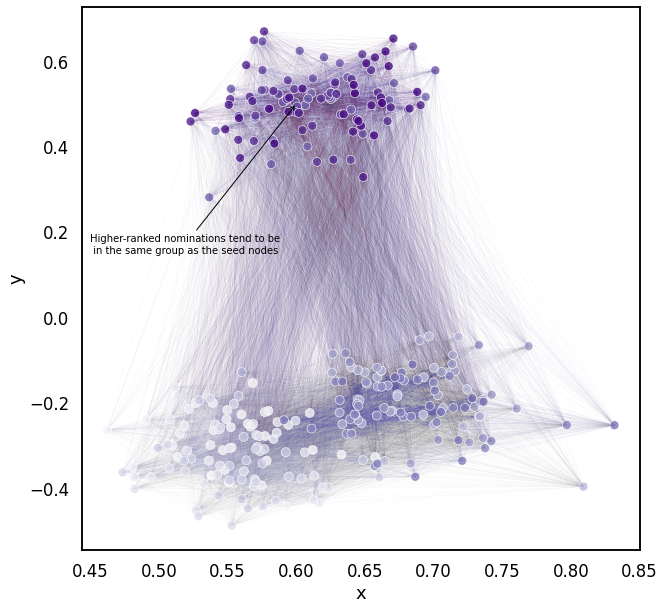 0.6
0.4
0.2
0.0
−0.2
−0.4
y
Higher-ranked nominations tend to be
in the same group as the seed nodes
0.45 0.50 0.55 0.60 0.65 0.70 0.75 0.80 0.85
x